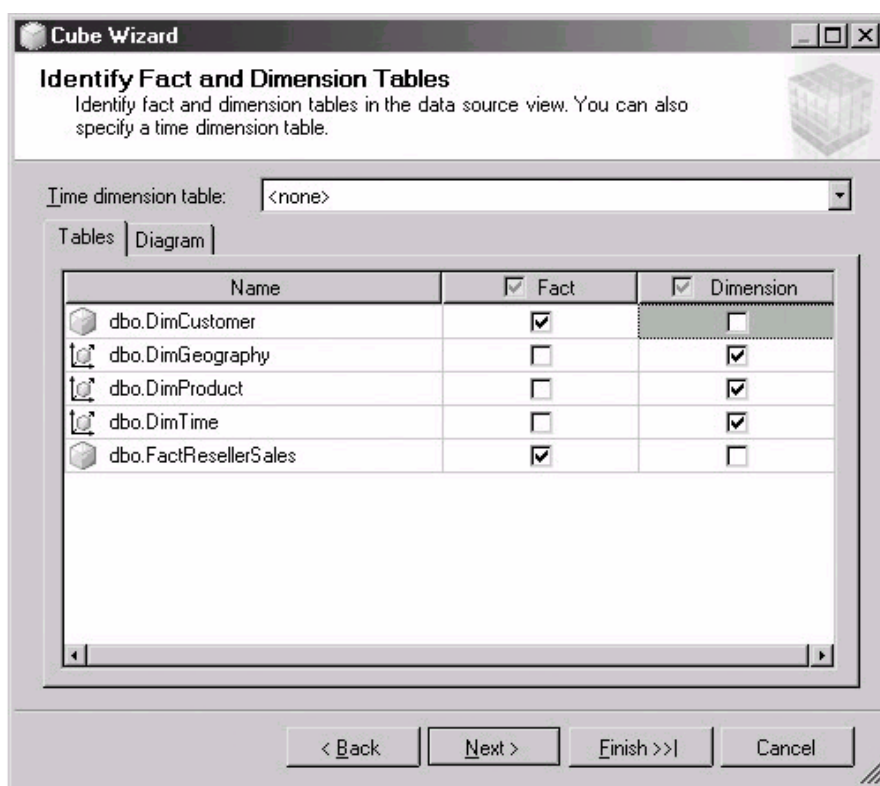 Cube Wizard
Identify Fact and Dimension Tables
Identify fact and dimension tables in the data source view. You can also
specify a time dimension table.
Time dimension table: <none>
Tables Diagram
Name Fact Dimension
dbo.DimCustomer
dbo.DimGeography
dbo.DimProduct
dbo.DimTime
dbo.FactResellerSales
< Back Next > Finish >>| Cancel